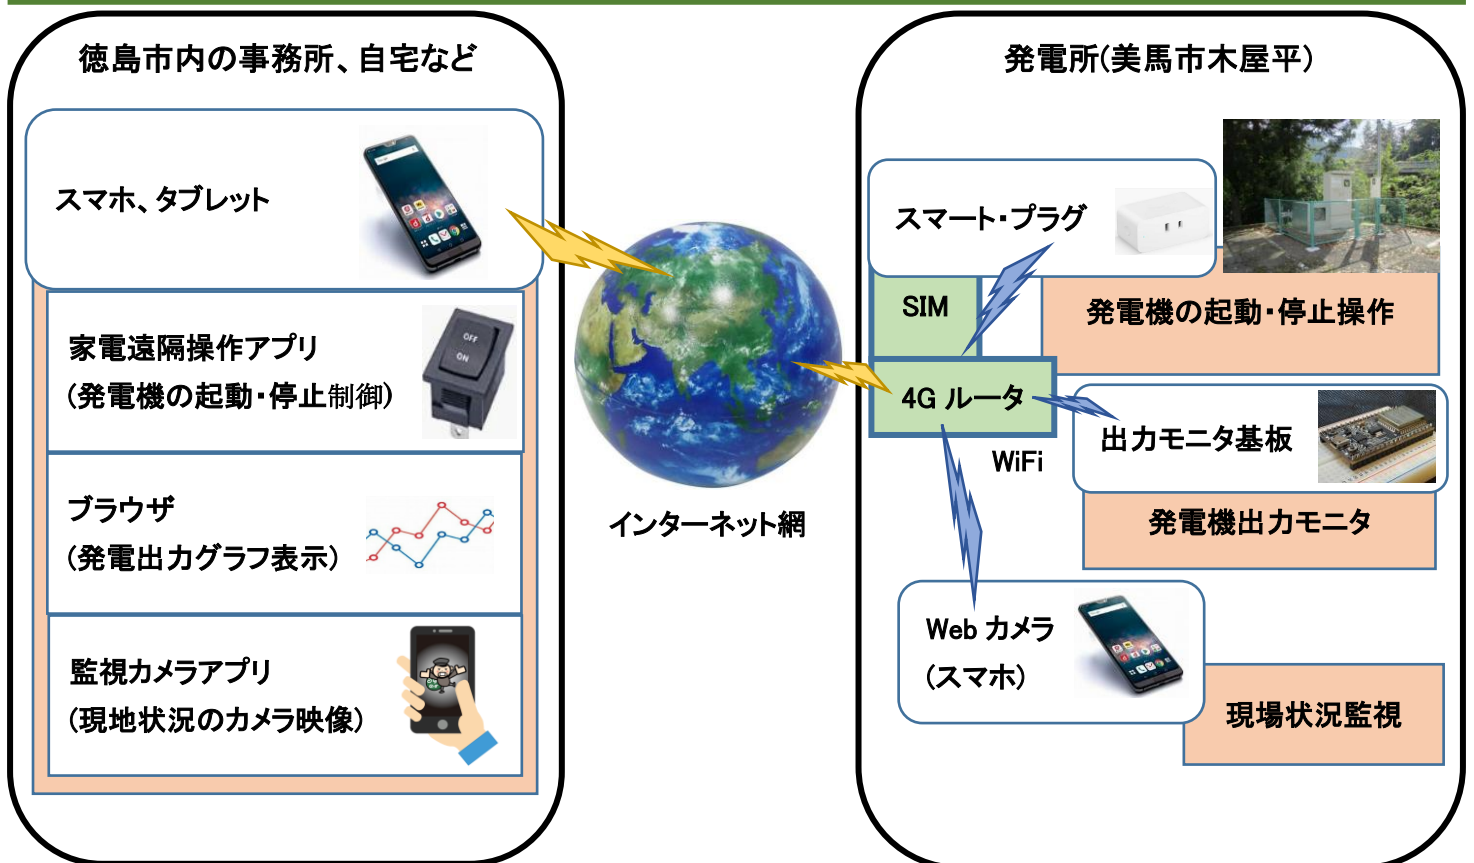 徳島市内の事務所、自宅など
スマホ、タブレット
家電遠隔操作アプリ
(発電機の起動・停止制御)
OFF
ON
ブラウザ
(発電出力グラフ表示)
監視カメラアプリ
(現地状況のカメラ映像)
インターネット網
発電所(美馬市木屋平)
スマート・プラグ
SIM
発電機の起動・停止操作
4G ルータ
WiFi
出力モニタ基板
発電機出力モニタ
Web カメラ
(スマホ)
現場状況監視